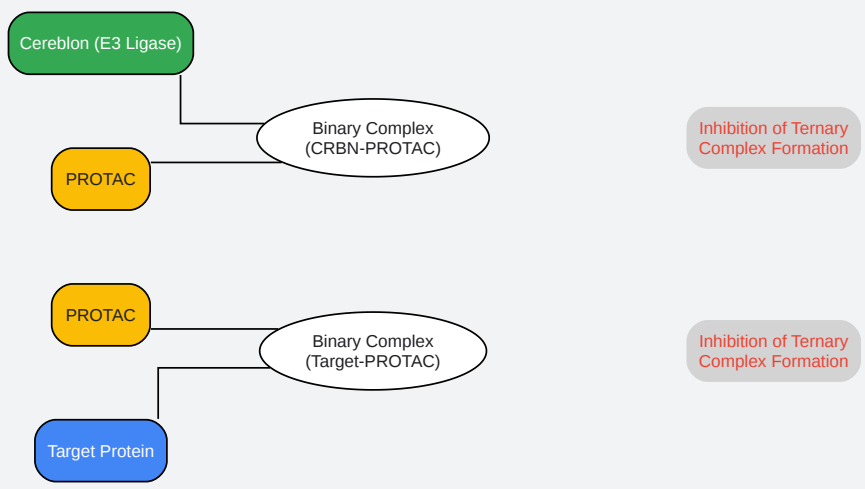 Cereblon (E3 Ligase)
Binary Complex
(CRBN-PROTAC)
Inhibition of Ternary
Complex Formation
PROTAC
PROTAC
Binary Complex
(Target-PROTAC)
Inhibition of Ternary
Complex Formation
Target Protein